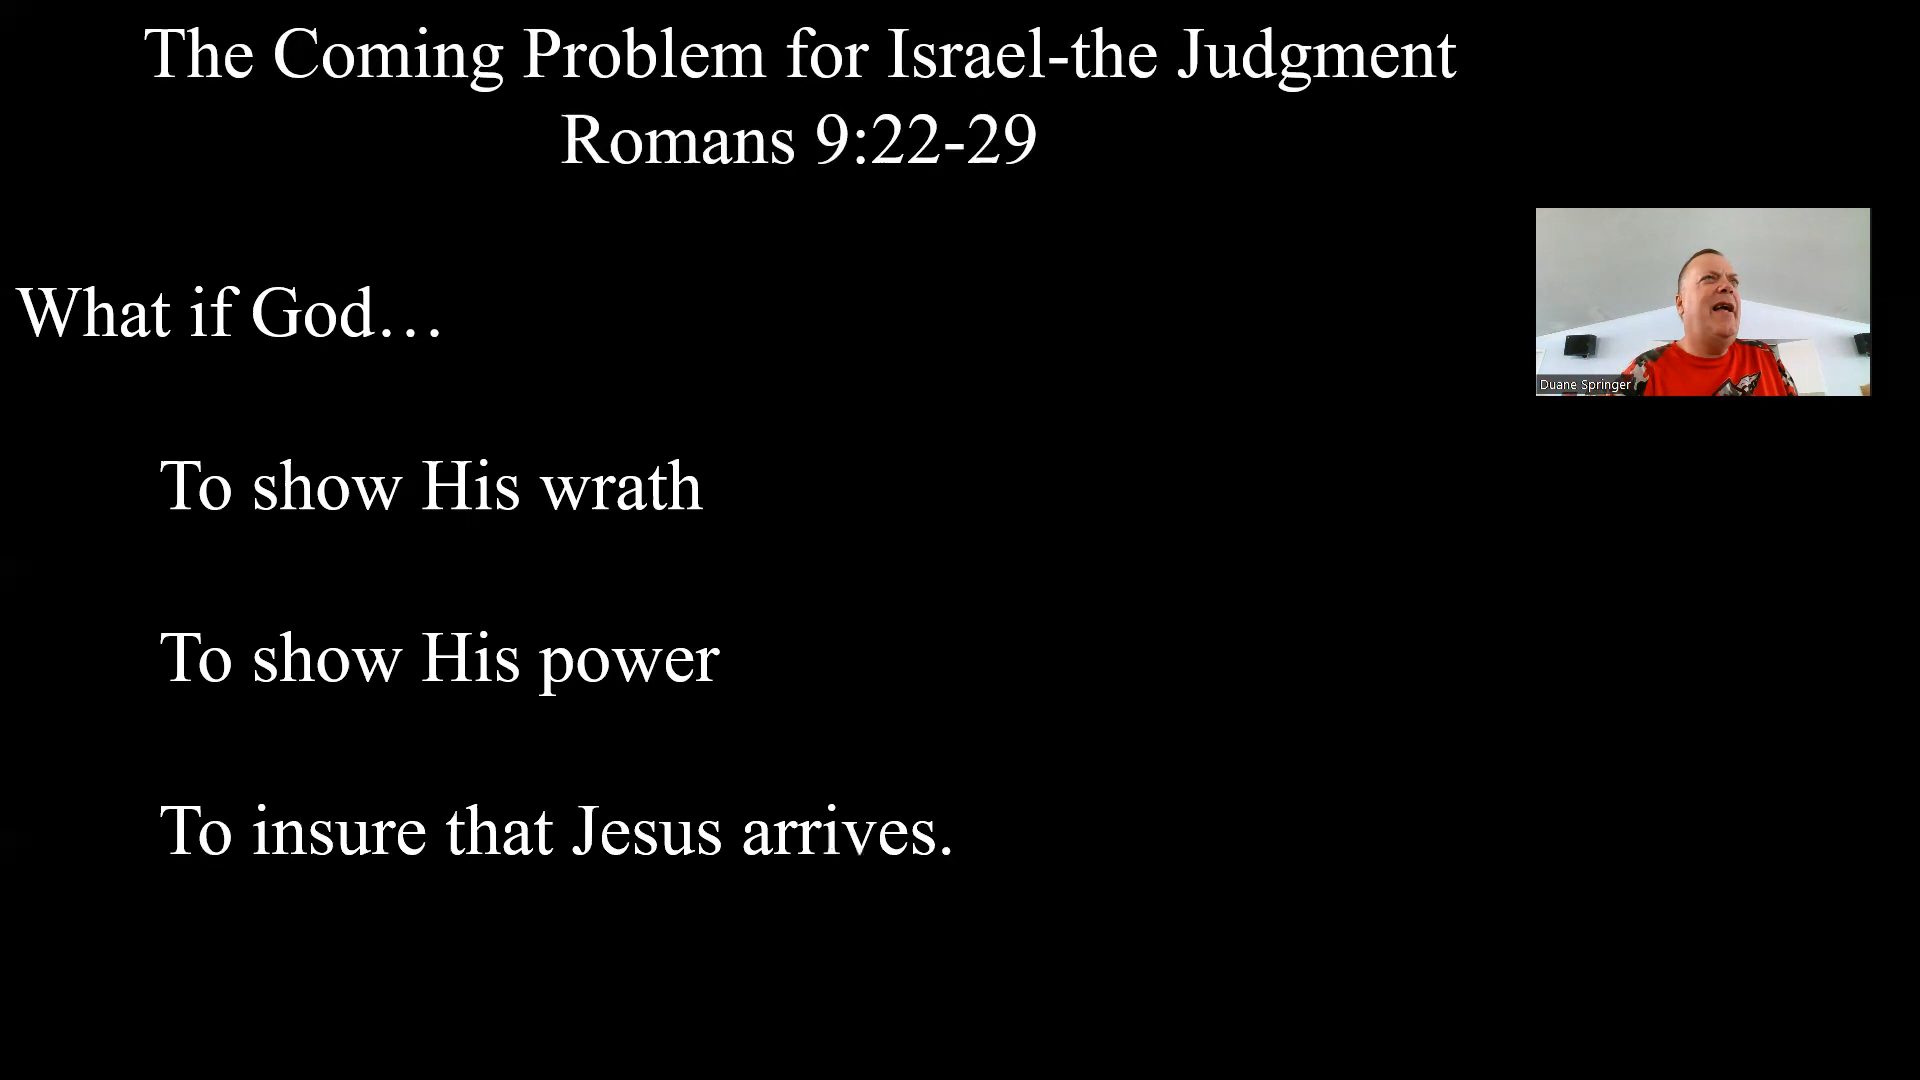 The Coming Problem for Israel-the Judgment
Romans 9:22-29
What if God…
To show His wrath
To show His power
To insure that Jesus arrives.
Duane Springer